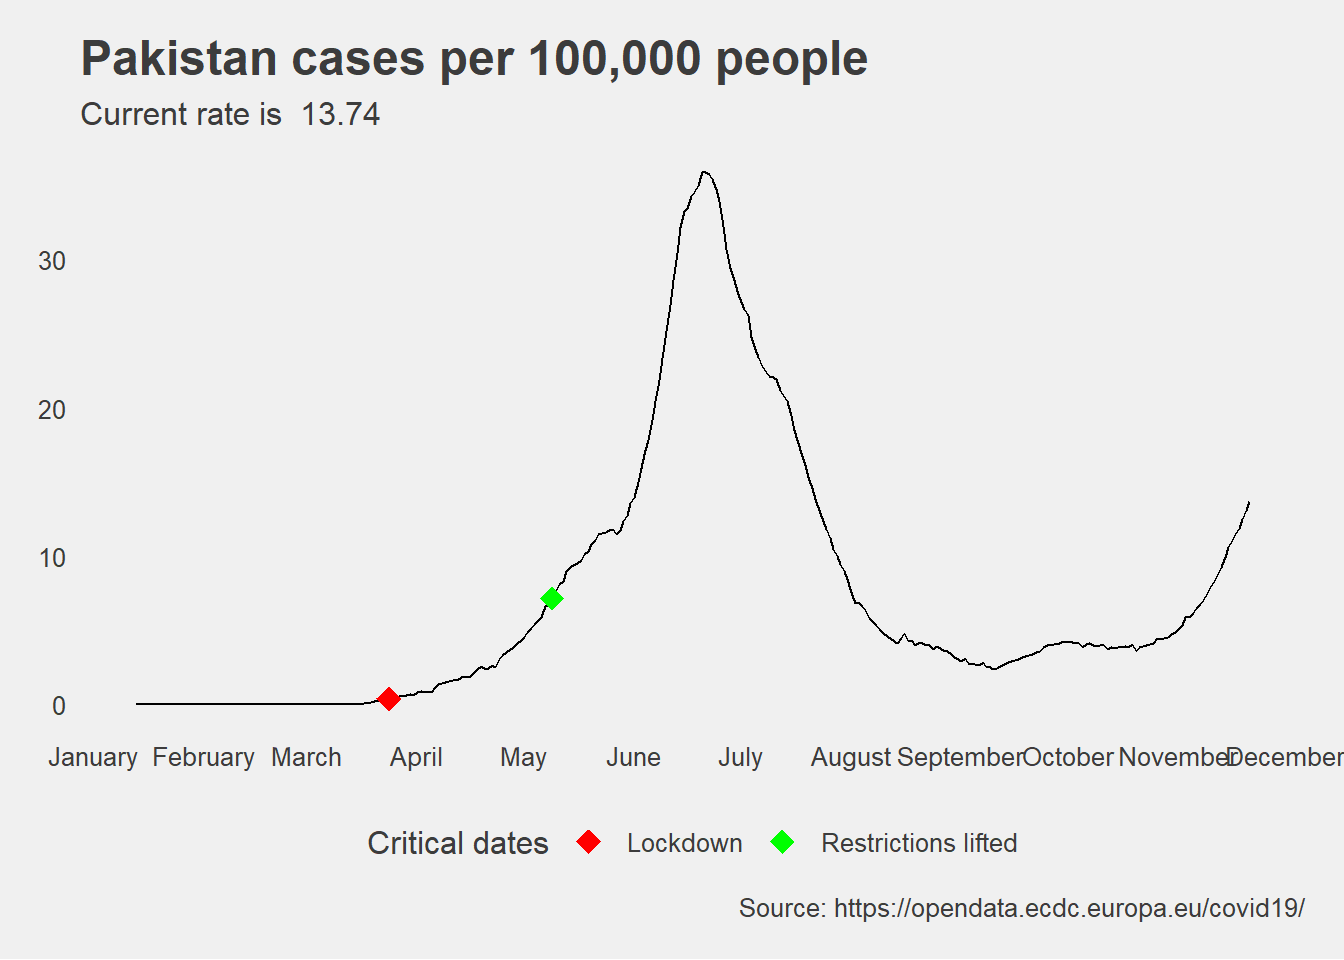 Pakistan cases per 100,000 people
Current rate is  13.74
30
20
10
0
January February March April May June July August September October November December
Critical dates Lockdown Restrictions lifted
Source: https://opendata.ecdc.europa.eu/covid19/